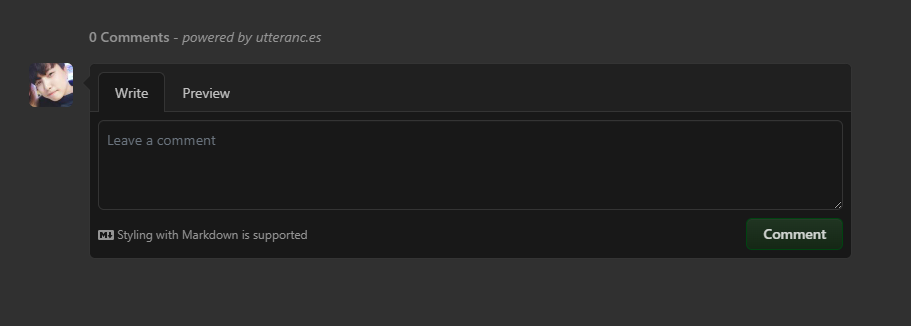 0 Comments - powered by utteranc.es
Write Preview
Leave a comment
Styling with Markdown is supported
Comment